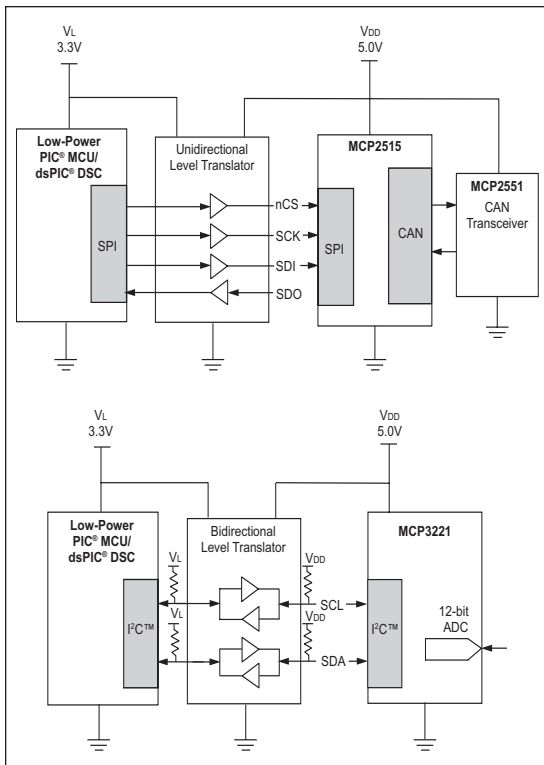 VL
3.3V
VDD
5.0V
Low-Power
PIC® MCU/
dsPIC® DSC
Unidirectional
Level Translator
MCP2515
MCP2551
CAN
Transceiver
SPI
nCS
SCK
SDI
SDO
SPI
CAN
VL
3.3V
VDD
5.0V
Low-Power
PIC® MCU/
dsPIC® DSC
Bidirectional
Level Translator
MCP3221
VL
VDD
I²C™
SCL
I²C™
12-bit
ADC
VL
VDD
SDA